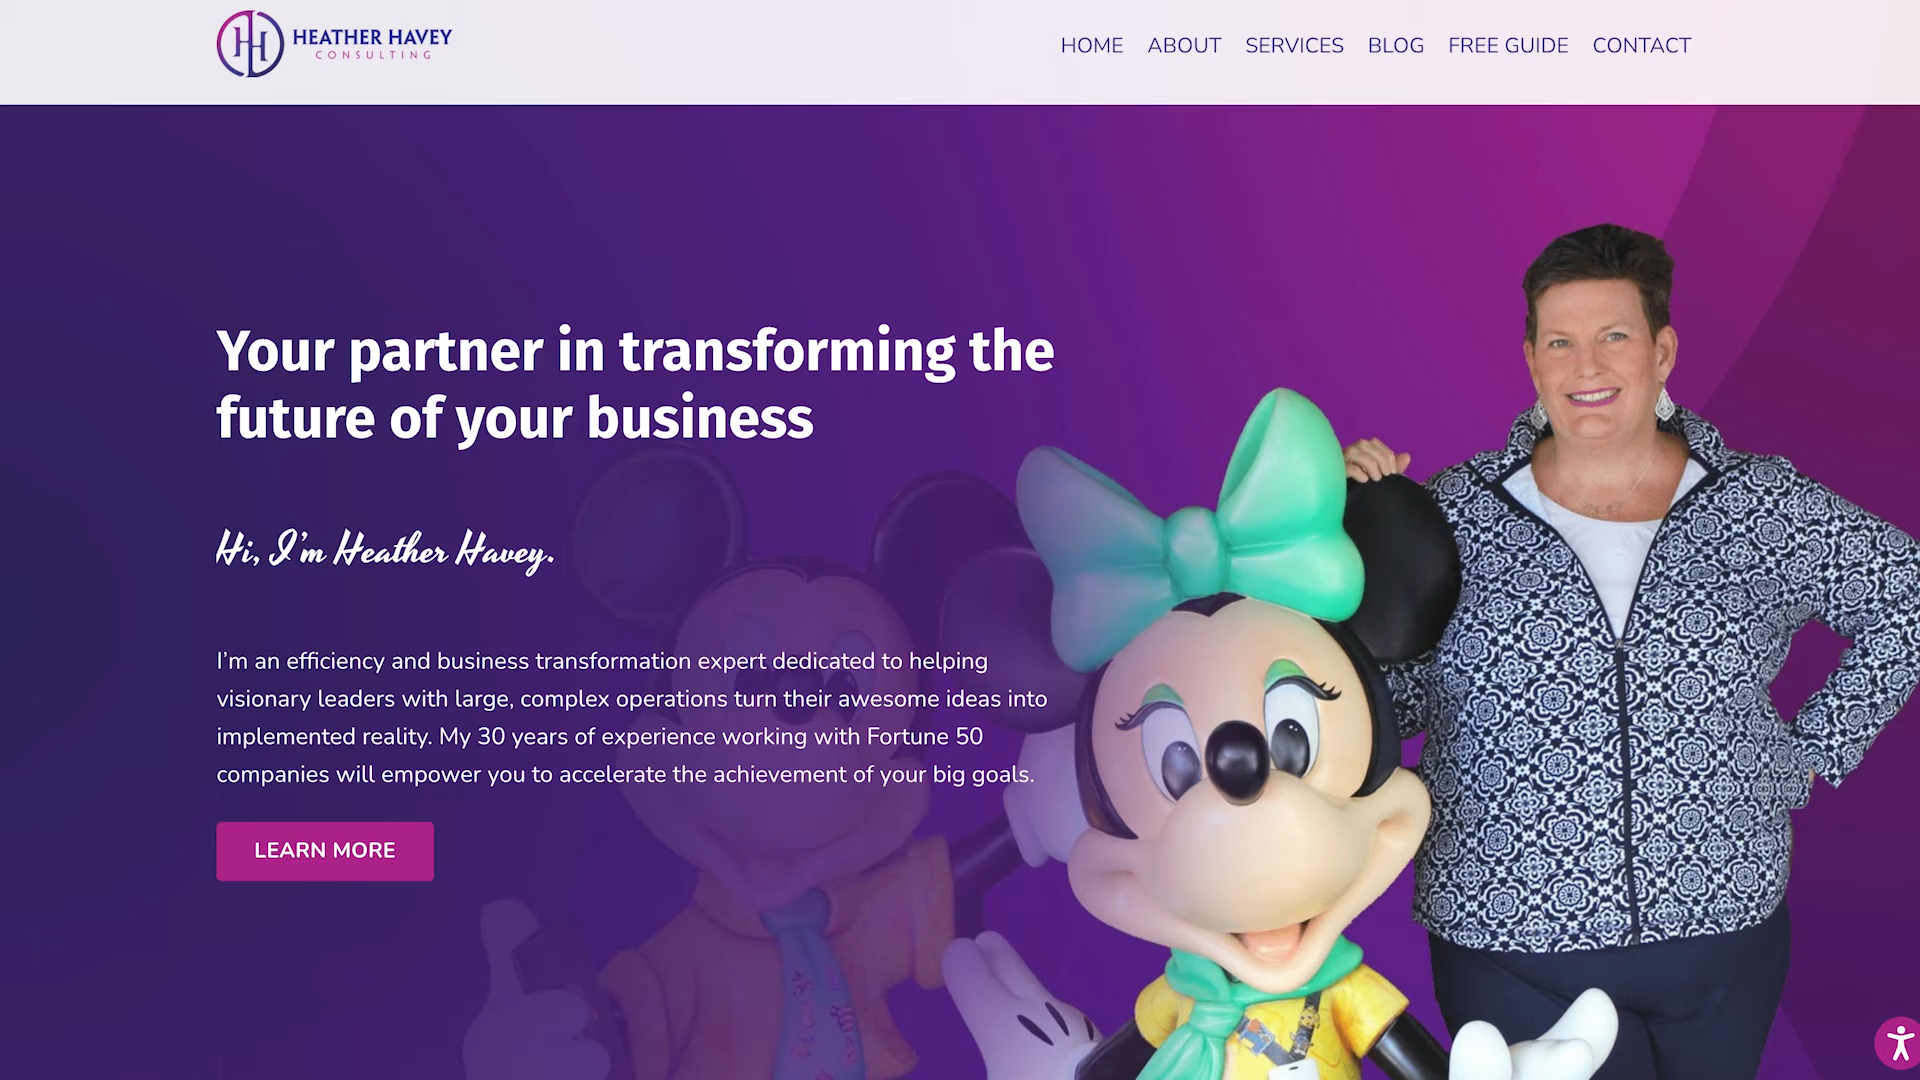 HEATHER HAVEY
CONSULTING
HOME ABOUT SERVICES BLOG FREE GUIDE CONTACT
Your partner in transforming the
future of your business
Hi, I'm Heather Havey.
I'm an efficiency and business transformation expert dedicated to helping
visionary leaders with large, complex operations turn their awesome ideas into
implemented reality. My 30 years of experience working with Fortune 50
companies will empower you to accelerate the achievement of your big goals.
LEARN MORE